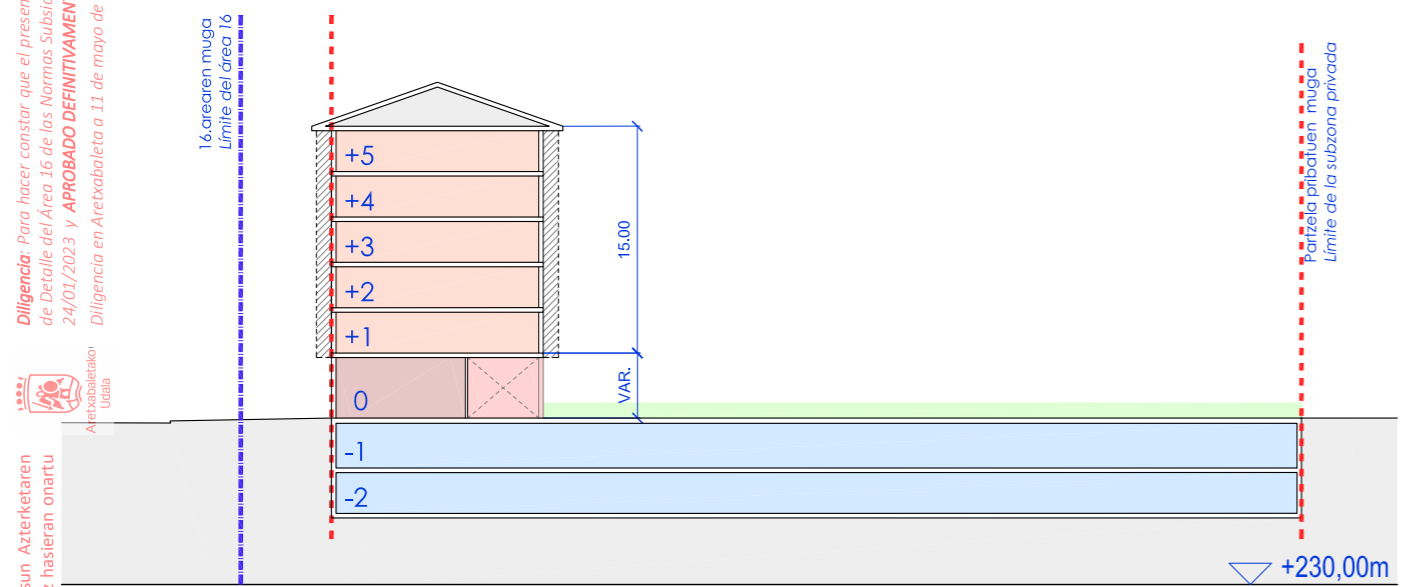 Diligencia: Para hacer constar que el presen
de Detalle del Área 16 de las Normas Subsid
24/01/2023 y APROBADO DEFINITIVAMENT
Diligencia en Aretxabaleta a 11 de mayo de
Aretxabaletako
Udala
hasieran onartu
Azterketaren
16.arearen muga
Límite del área 16
Partzela pribatuen muga
Límite de la subzona privada
+5
+4
+3
+2
+1
0
-1
-2
15.00
VAR.
+230,00m